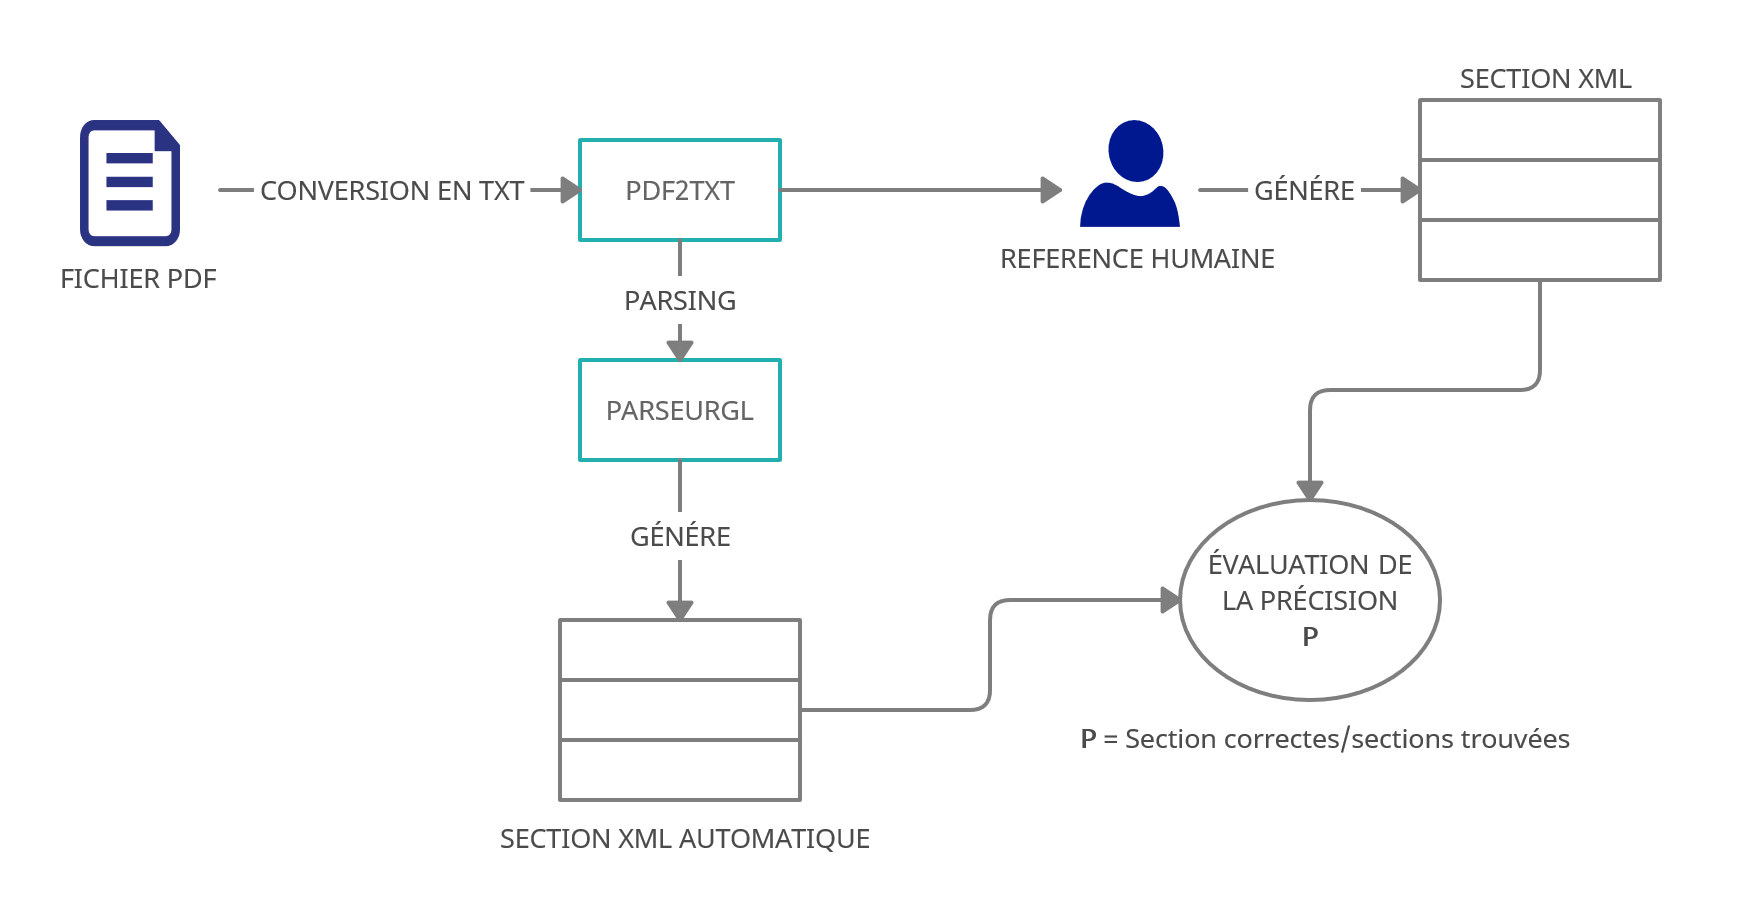 SECTION XML
CONVERSION EN TXT
PDF2TXT
GÉNÉRE
REFERENCE HUMAINE
FICHIER PDF
PARSING
PARSEURGL
GÉNÉRE
ÉVALUATION DE
LA PRÉCISION
P
P = Section correctes/sections trouvées
SECTION XML AUTOMATIQUE